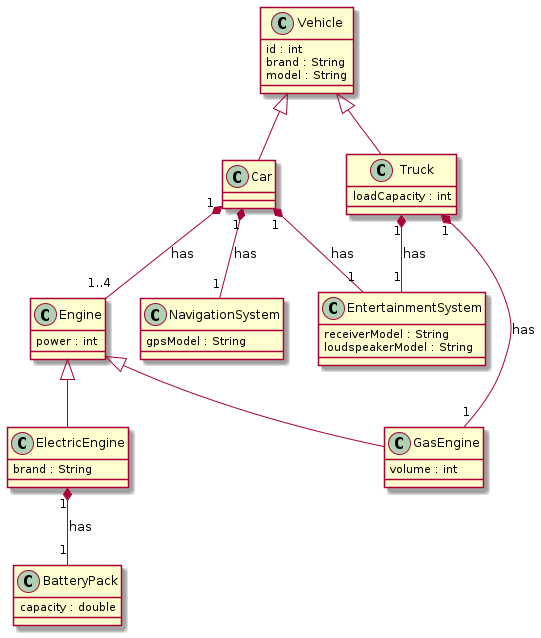 C Vehicle
id : int
brand : String
model : String
C Car
C Truck
loadCapacity : int
1
1
1
1
1
has
has
has
has
has
1..4
1
1
1
1
C Engine
power : int
C NavigationSystem
gpsModel : String
C EntertainmentSystem
receiverModel : String
loudspeakerModel : String
C ElectricEngine
brand : String
C GasEngine
volume : int
1
has
1
C BatteryPack
capacity : double